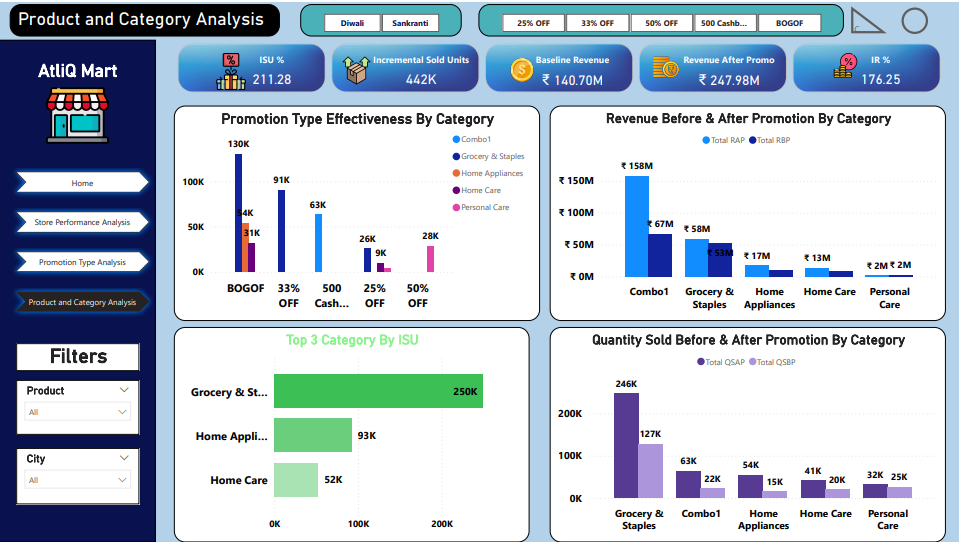 Product and Category Analysis
Diwali
Sankranti
25% OFF
33% OFF
50% OFF
500 Cashb...
BOGOF
AtliQ Mart
Home
Store Performance Analysis
Promotion Type Analysis
Product and Category Analysis
Filters
Product
All
City
All
ISU %
211.28
Incremental Sold Units
442K
Baseline Revenue
₹ 140.70M
Revenue After Promo
₹ 247.98M
IR %
176.25
Promotion Type Effectiveness By Category
Combo1
Grocery & Staples
Home Appliances
Home Care
Personal Care
100K
50K
0K
130K
54K
31K
91K
63K
26K
9K
28K
BOGOF
33% OFF
500 Cash...
25% OFF
50% OFF
Revenue Before & After Promotion By Category
Total RAP
Total RBP
₹ 150M
₹ 100M
₹ 50M
₹ 0M
₹ 158M
₹ 67M
₹ 58M
₹ 53M
₹ 17M
₹ 13M
₹ 2M
₹ 2M
Combo1
Grocery & Staples
Home Appliances
Home Care
Personal Care
Top 3 Category By ISU
Grocery & St...
250K
Home Appli...
93K
Home Care
52K
0K
100K
200K
Quantity Sold Before & After Promotion By Category
Total QSAP
Total QSBP
200K
100K
0K
246K
127K
63K
22K
54K
15K
41K
20K
32K
25K
Grocery & Staples
Combo1
Home Appliances
Home Care
Personal Care